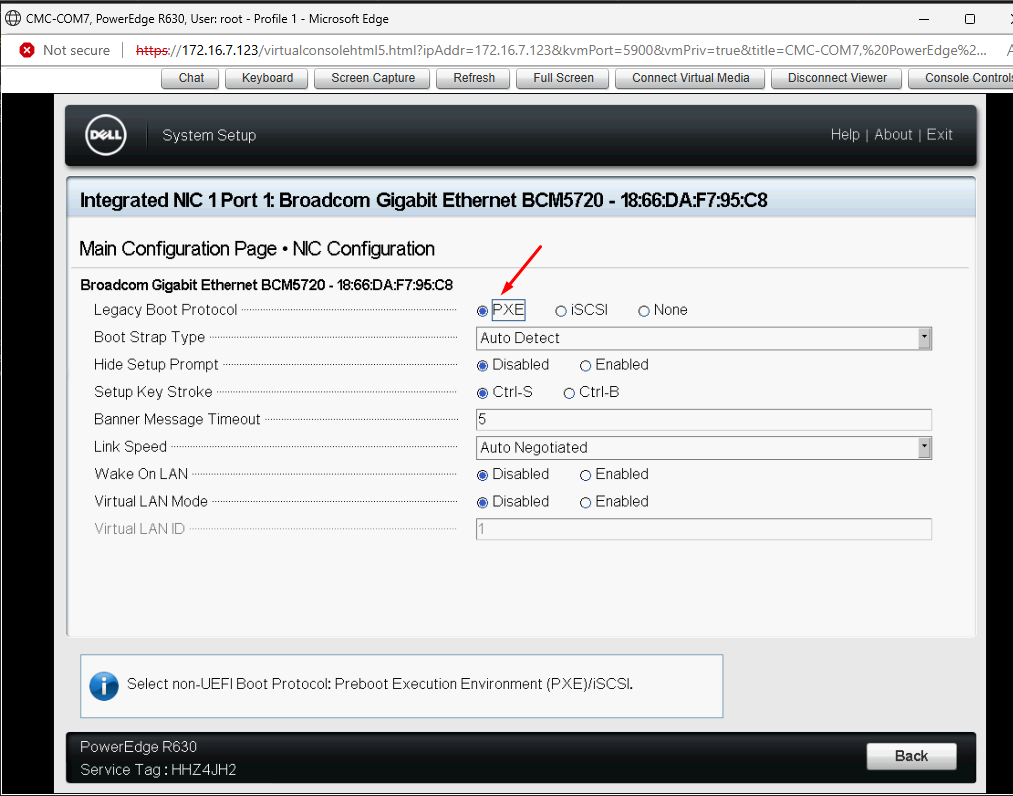 CMC-COM7, PowerEdge R630, User: root - Profile 1 - Microsoft Edge
Not secure | https://172.16.7.123/virtualconsolehtml5.html?ipAddr=172.16.7.123&kvmPort=5900&vmPriv=true&title=CMC-COM7,%20PowerEdge%2...
Chat Keyboard Screen Capture Refresh Full Screen Connect Virtual Media Disconnect Viewer Console Controls
DELL System Setup Help | About | Exit
Integrated NIC 1 Port 1: Broadcom Gigabit Ethernet BCM5720 - 18:66:DA:F7:95:C8
Main Configuration Page • NIC Configuration
Broadcom Gigabit Ethernet BCM5720 - 18:66:DA:F7:95:C8
Legacy Boot Protocol PXE iSCSI None
Boot Strap Type Auto Detect
Hide Setup Prompt Disabled Enabled
Setup Key Stroke Ctrl-S Ctrl-B
Banner Message Timeout 5
Link Speed Auto Negotiated
Wake On LAN Disabled Enabled
Virtual LAN Mode Disabled Enabled
Virtual LAN ID 1
Select non-UEFI Boot Protocol: Preboot Execution Environment (PXE)/iSCSI.
PowerEdge R630
Service Tag : HHZ4JH2
Back